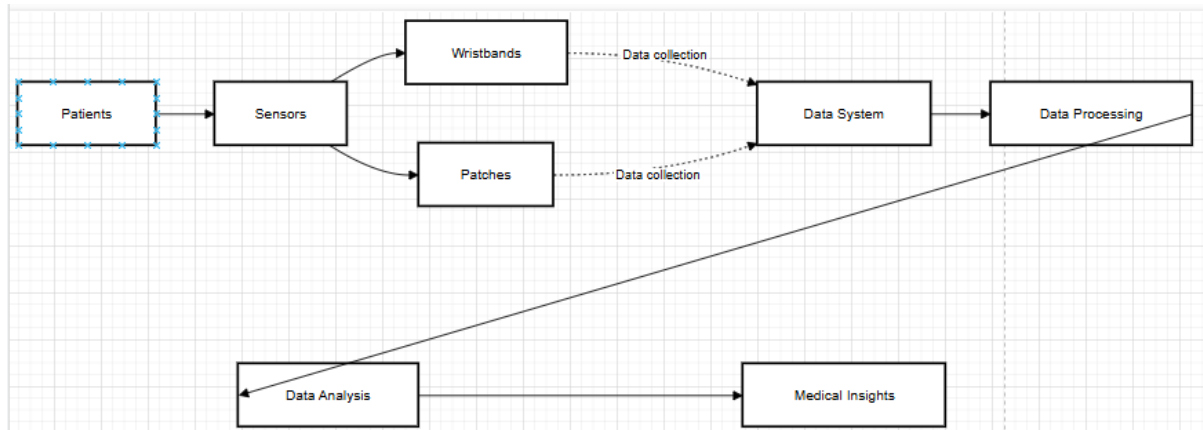 Wristbands
Data collection
Patients
Sensors
Data System
Data Processing
Patches
Data collection
Data Analysis
Medical Insights